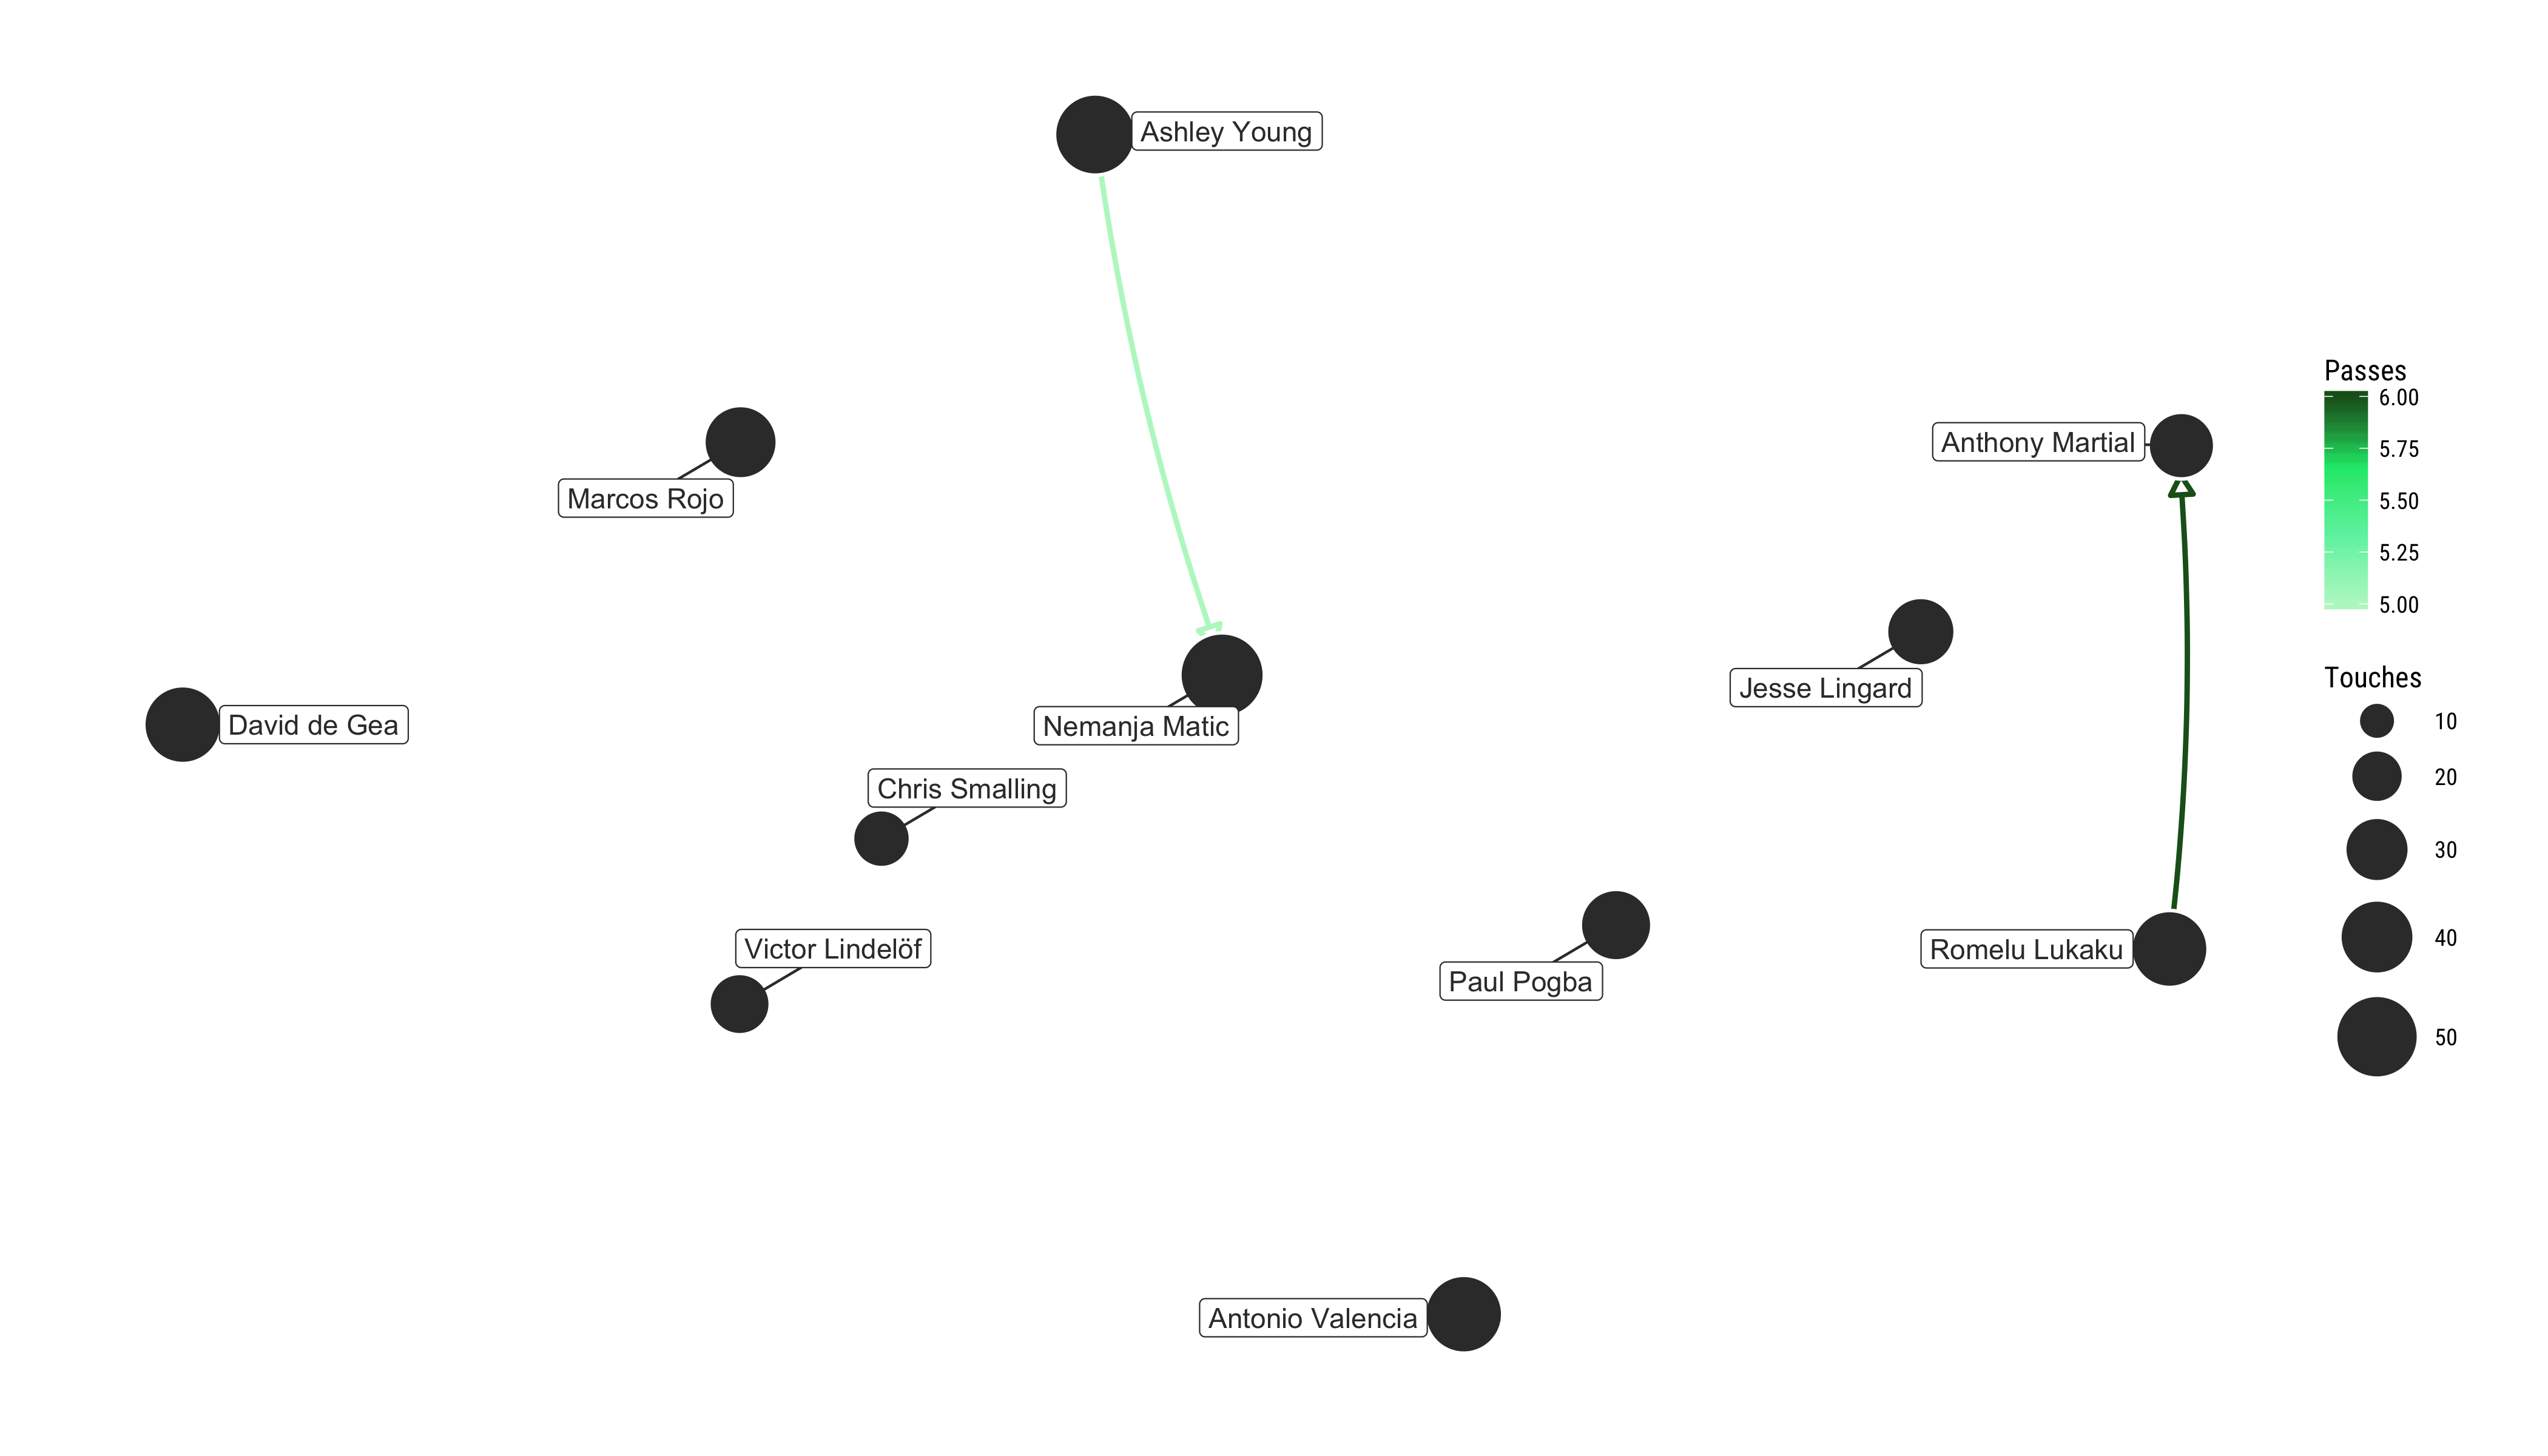 Ashley Young
Marcos Rojo
Anthony Martial
Jesse Lingard
David de Gea
Nemanja Matic
Chris Smalling
Victor Lindelöf
Paul Pogba
Romelu Lukaku
Antonio Valencia
Passes
6.00
5.75
5.50
5.25
5.00
Touches
10
20
30
40
50